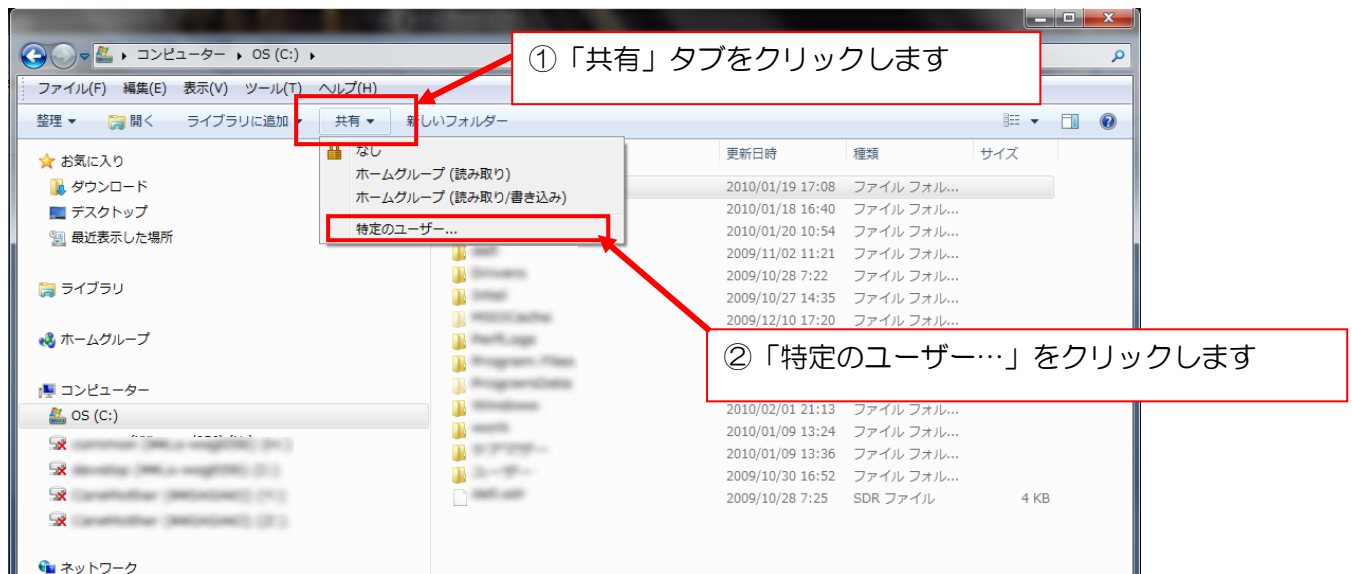 コンピューター ▸ OS (C:) ▸
①「共有」タブをクリックします
ファイル(F) 編集(E) 表示(V) ツール(T) ヘルプ(H)
整理 ▼ 開く ライブラリに追加 ▼ 共有 ▼ 新しいフォルダー
なし
ホームグループ (読み取り)
ホームグループ (読み取り/書き込み)
特定のユーザー...
お気に入り
ダウンロード
デスクトップ
最近表示した場所
ライブラリ
ホームグループ
コンピューター
OS (C:)
ネットワーク
更新日時 種類 サイズ
2010/01/19 17:08 ファイル フォル...
2010/01/18 16:40 ファイル フォル...
2010/01/20 10:54 ファイル フォル...
2009/11/02 11:21 ファイル フォル...
2009/10/28 7:22 ファイル フォル...
2009/10/27 14:35 ファイル フォル...
2009/12/10 17:20 ファイル フォル...
②「特定のユーザー…」をクリックします
2010/02/01 21:13 ファイル フォル...
2010/01/09 13:24 ファイル フォル...
2010/01/09 13:36 ファイル フォル...
2009/10/30 16:52 ファイル フォル...
2009/10/28 7:25 SDR ファイル 4 KB